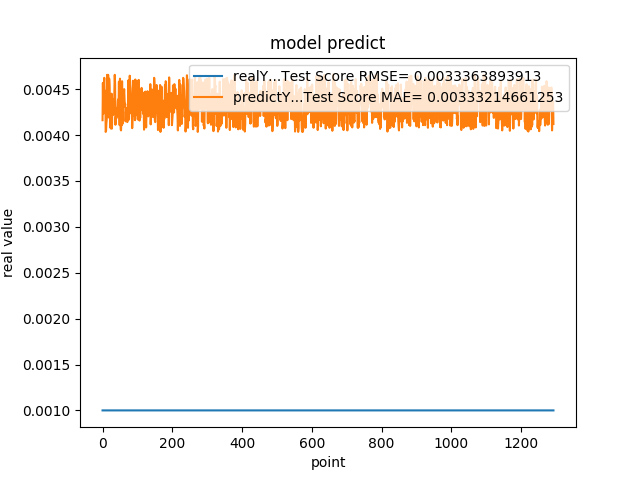 model predict
realY...Test Score RMSE= 0.0033363893913
predictY...Test Score MAE= 0.00333214661253
0.0045
0.0040
0.0035
0.0030
0.0025
0.0020
0.0015
0.0010
real value
0 200 400 600 800 1000 1200
point